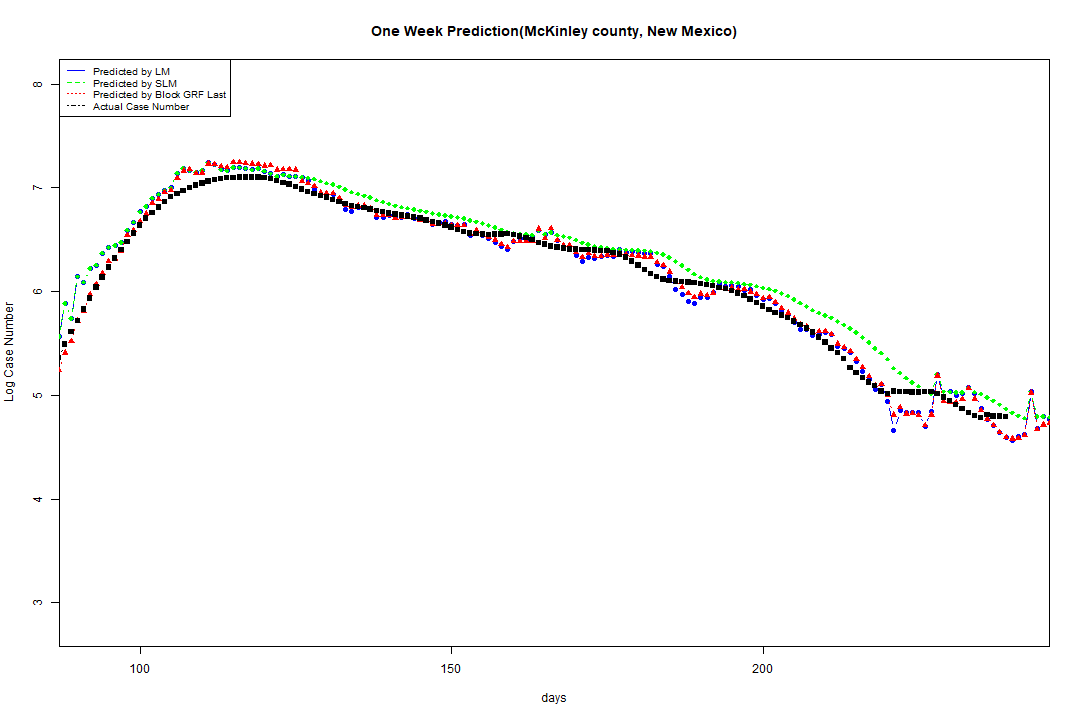 One Week Prediction(McKinley county, New Mexico)
Predicted by LM
Predicted by SLM
Predicted by Block GRF Last
Actual Case Number
8
7
6
5
4
3
Log Case Number
100 150 200
days